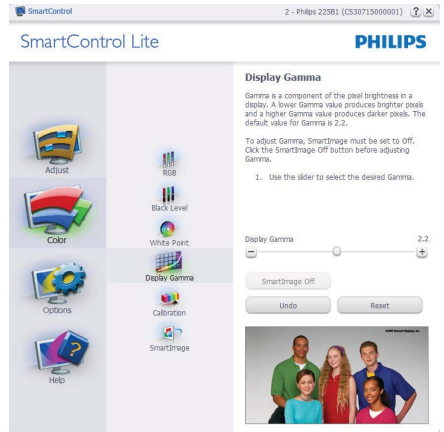 SmartControl
2 - Philips 225B1 (CS30715000001) ? X
SmartControl Lite
PHILIPS
Adjust
Color
Options
Help
RGB
Black Level
White Point
Display Gamma
Calibration
SmartImage
Display Gamma
Gamma is a component of the pixel brightness in a
display. A lower Gamma value produces brighter pixels
and a higher Gamma value produces darker pixels. The
default value for Gamma is 2.2.
To adjust Gamma, SmartImage must be set to Off.
Click the SmartImage Off button before adjusting
Gamma.
1. Use the slider to select the desired Gamma.
Display Gamma 2.2
SmartImage Off
Undo Reset